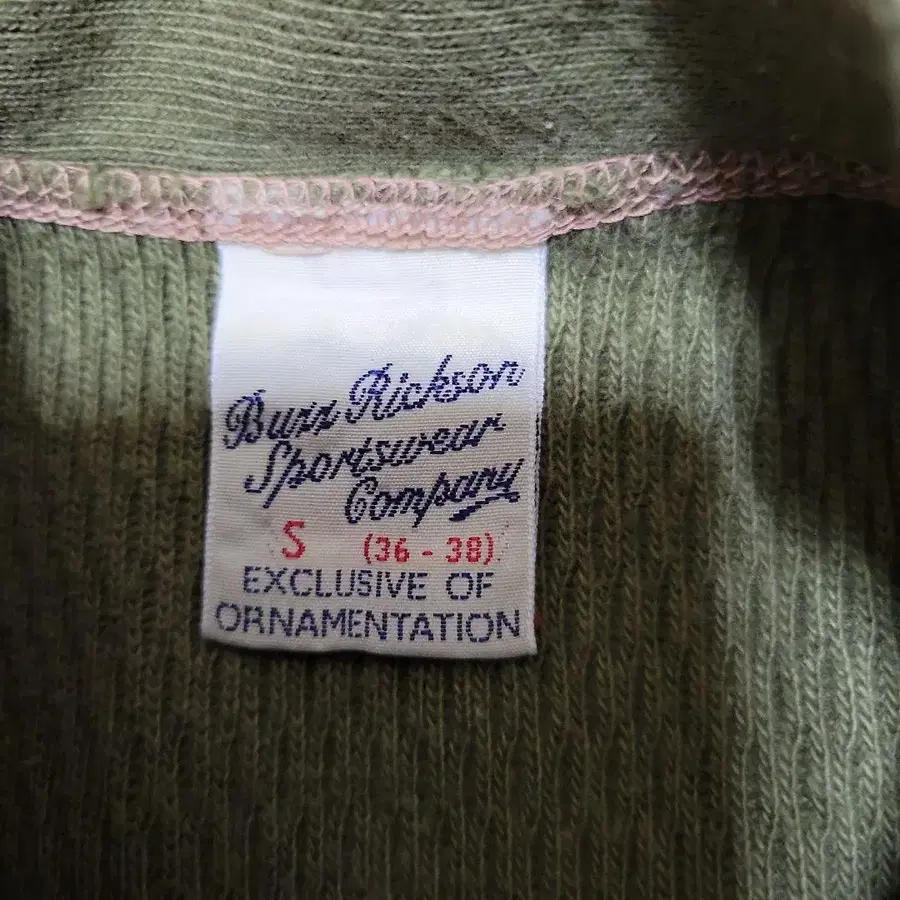 Buzz Rickson
Sportswear
Company
S (36 - 38)
EXCLUSIVE OF
ORNAMENTATION